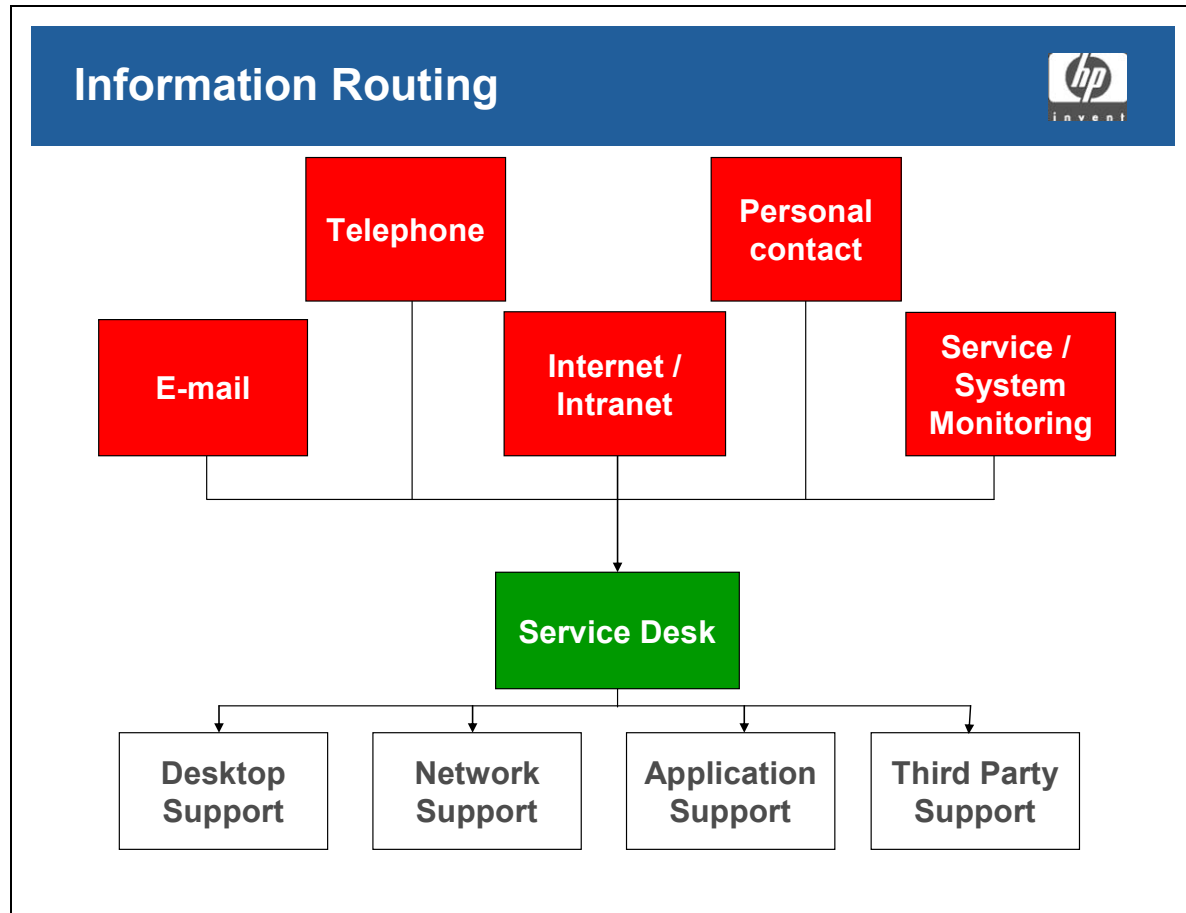 Information Routing
hp
invent
Telephone
Personal
contact
E-mail
Internet /
Intranet
Service /
System
Monitoring
Service Desk
Desktop
Support
Network
Support
Application
Support
Third Party
Support